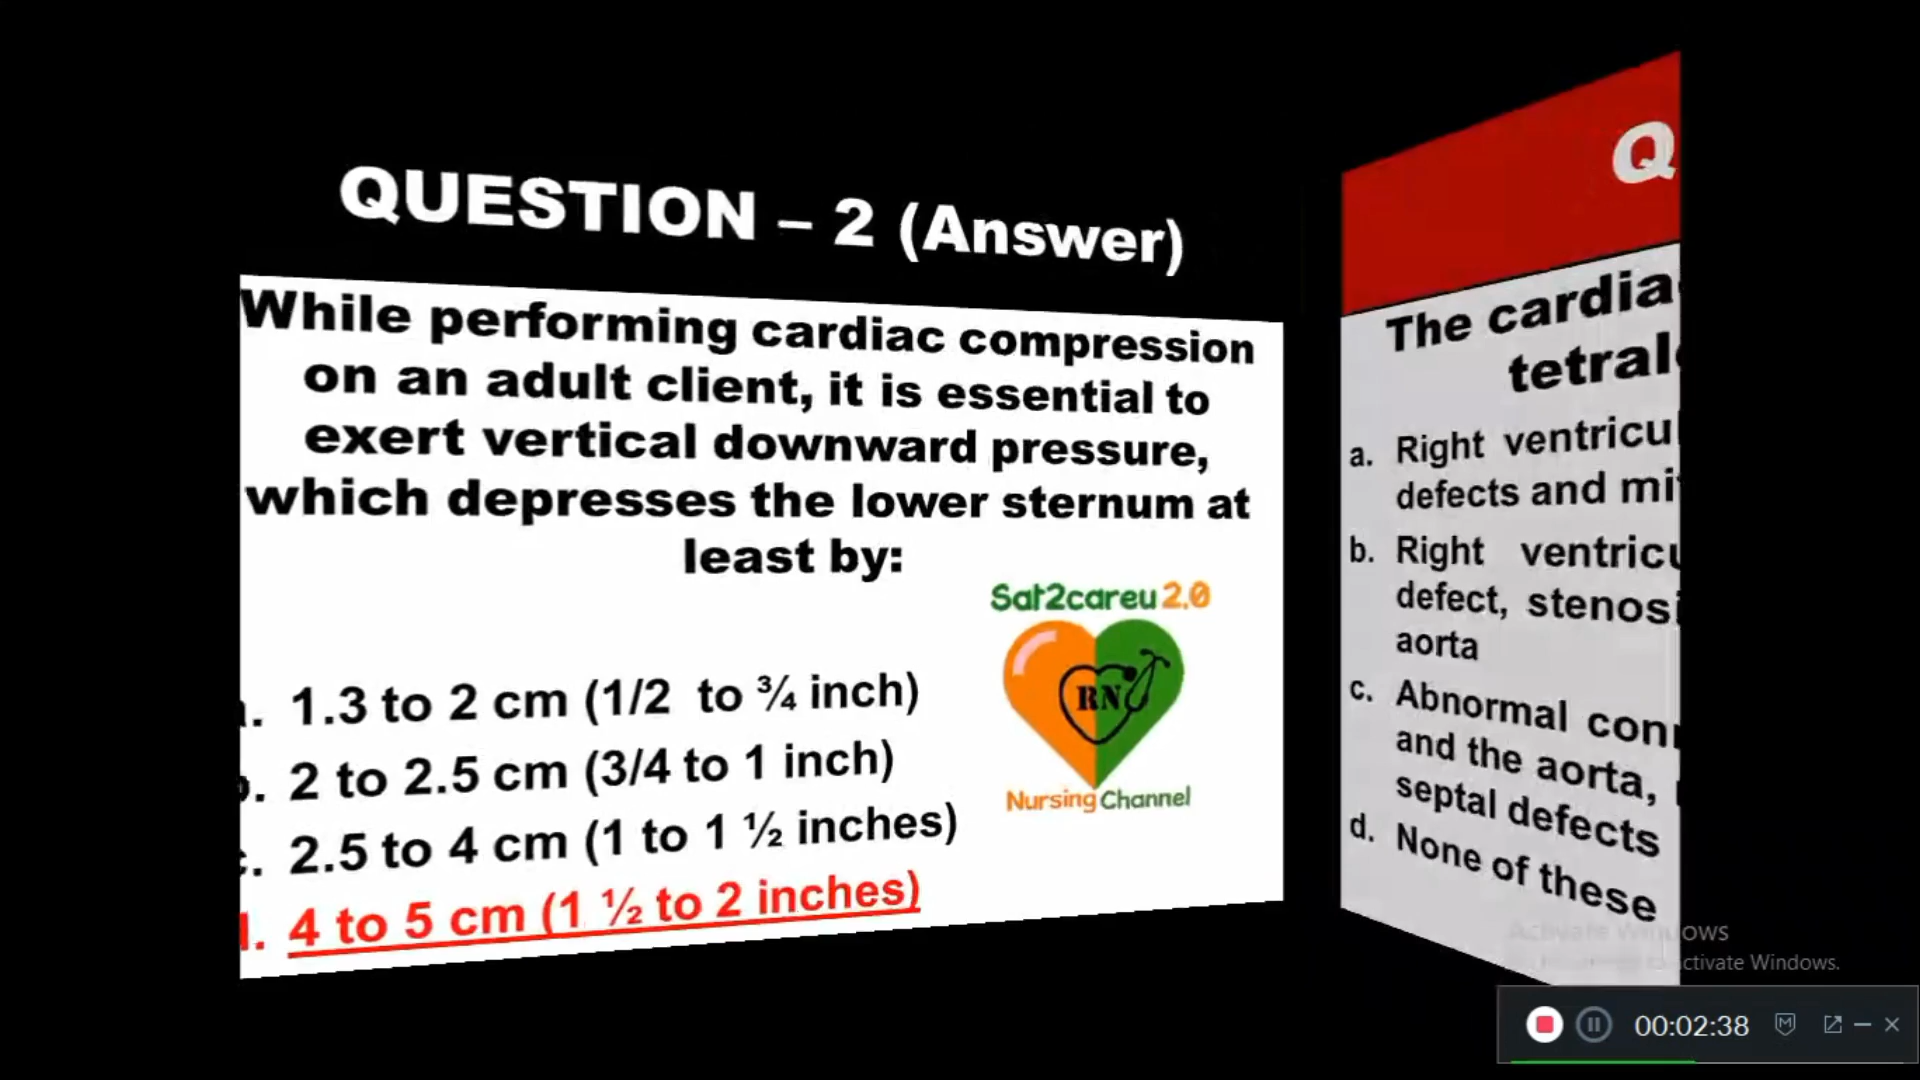 QUESTION – 2 (Answer)
While performing cardiac compression
on an adult client, it is essential to
exert vertical downward pressure,
which depresses the lower sternum at
least by:
1.3 to 2 cm (1/2 to ¾ inch)
2 to 2.5 cm (3/4 to 1 inch)
2.5 to 4 cm (1 to 1 ½ inches)
4 to 5 cm (1 ½ to 2 inches)
Sat2careu 2.0
RN
Nursing Channel
Q
The cardia
tetral
a. Right ventricu
defects and mi
b. Right ventricu
defect, stenosi
aorta
c. Abnormal con
and the aorta,
septal defects
d. None of these
Activate Windows
activate Windows.
00:02:38